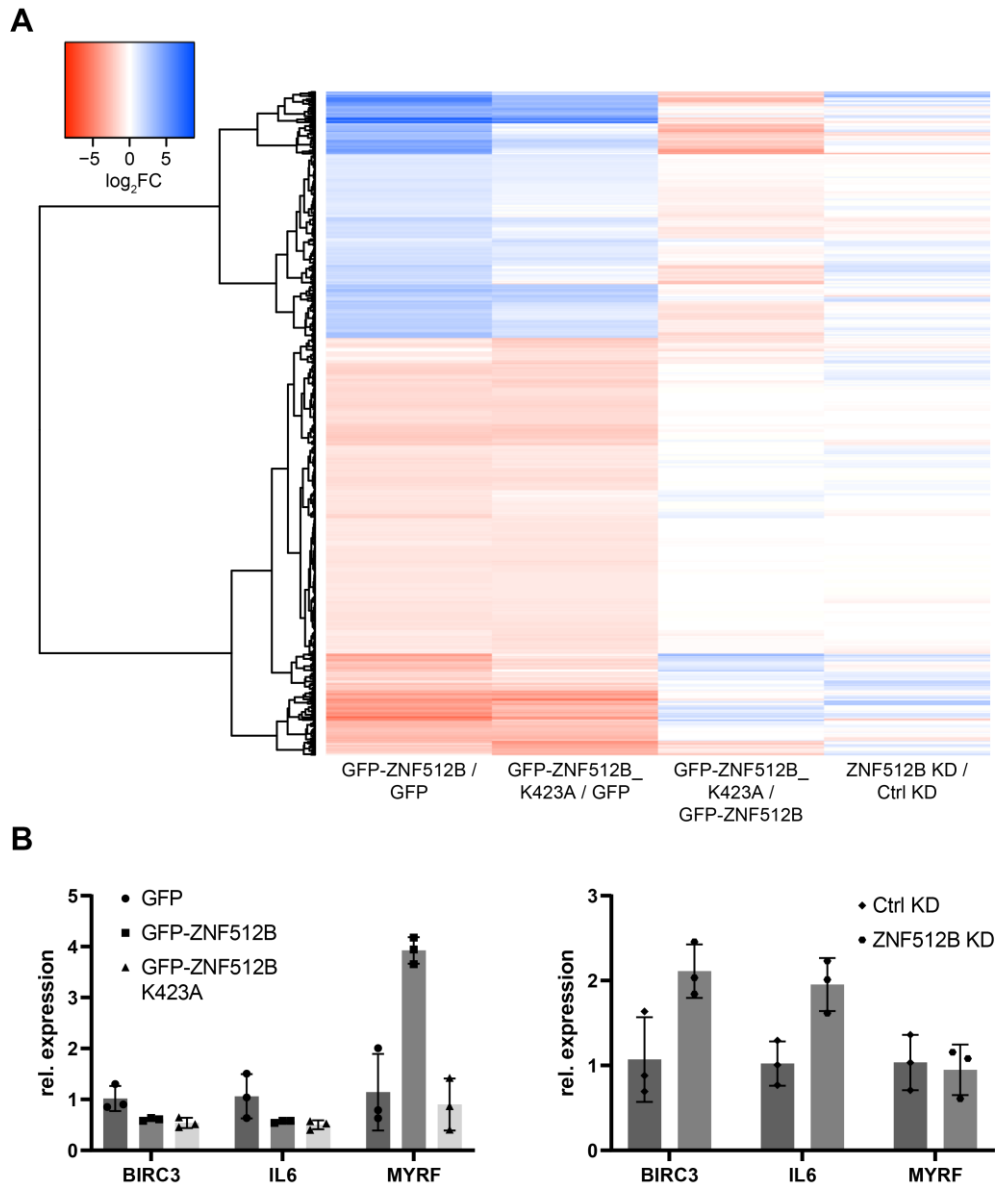 A
−5 0 5
log2FC
GFP-ZNF512B /
GFP
GFP-ZNF512B_
K423A / GFP
GFP-ZNF512B_
K423A /
GFP-ZNF512B
ZNF512B KD /
Ctrl KD
B
rel. expression
5
4
3
2
1
0
GFP
GFP-ZNF512B
GFP-ZNF512B
K423A
BIRC3 IL6 MYRF
rel. expression
3
2
1
0
Ctrl KD
ZNF512B KD
BIRC3 IL6 MYRF